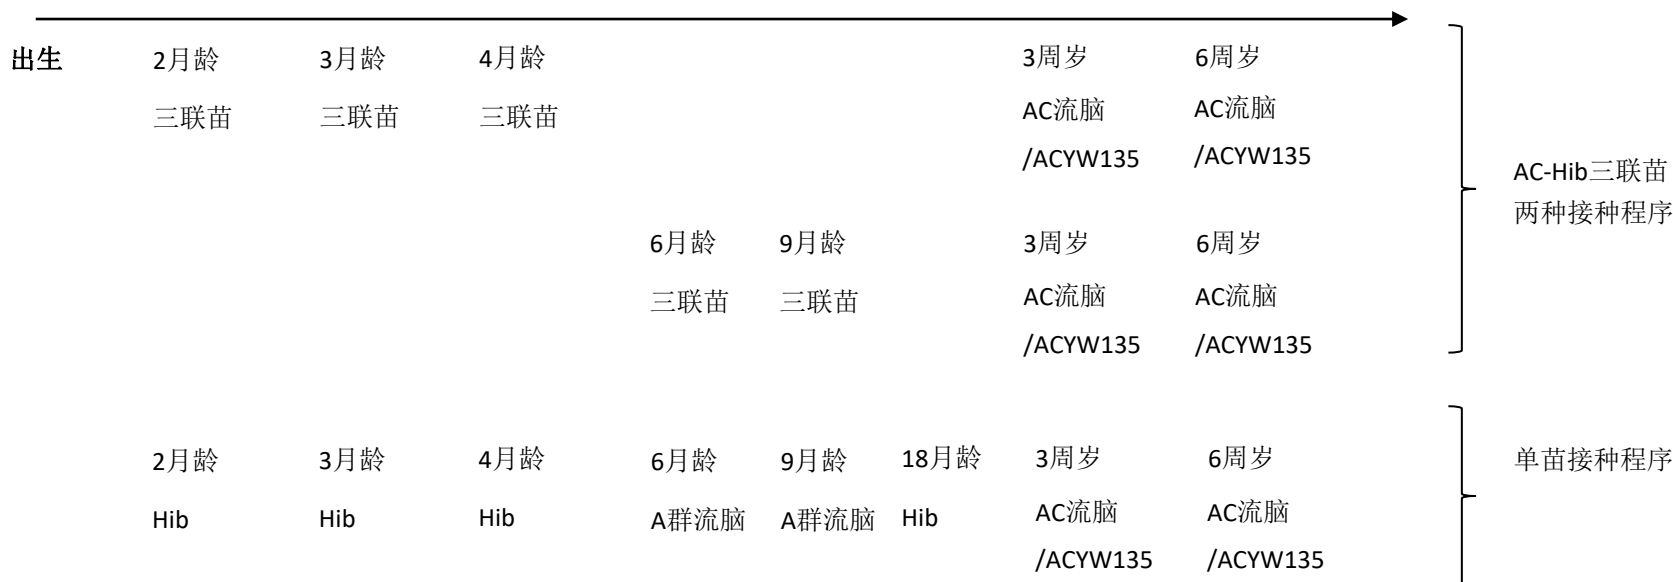 出生 2月龄 3月龄 4月龄 3周岁 6周岁
三联苗 三联苗 三联苗 AC流脑 AC流脑
/ACYW135 /ACYW135
AC-Hib三联苗
两种接种程序
6月龄 9月龄 3周岁 6周岁
三联苗 三联苗 AC流脑 AC流脑
/ACYW135 /ACYW135
2月龄 3月龄 4月龄 6月龄 9月龄 18月龄 3周岁 6周岁 单苗接种程序
Hib Hib Hib A群流脑 A群流脑 Hib AC流脑 AC流脑
/ACYW135 /ACYW135